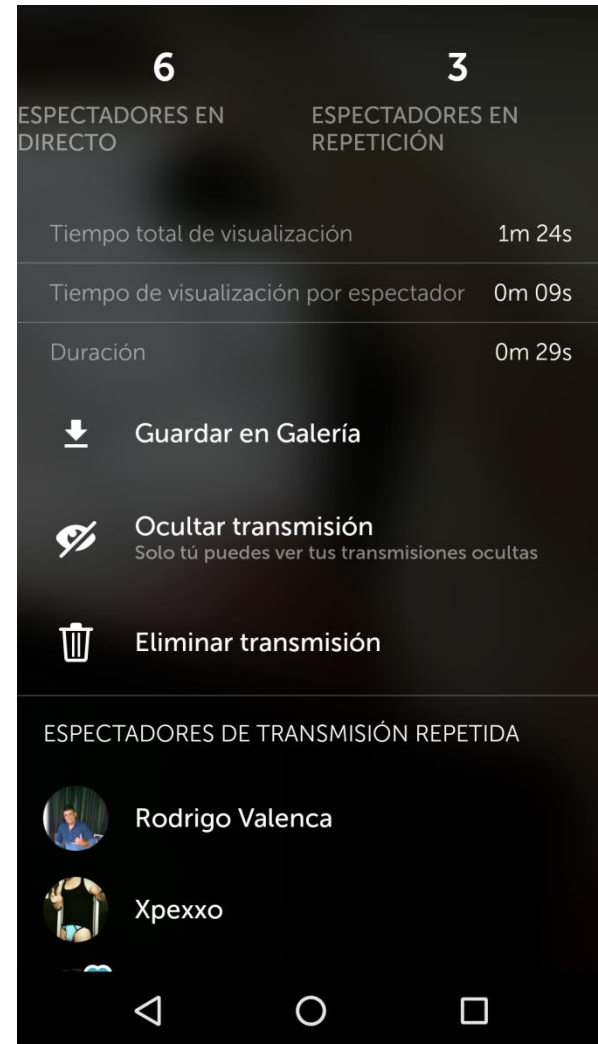 6
3
ESPECTADORES EN
DIRECTO
ESPECTADORES EN
REPETICIÓN
Tiempo total de visualización 1m 24s
Tiempo de visualización por espectador 0m 09s
Duración 0m 29s
Guardar en Galería
Ocultar transmisión
Solo tú puedes ver tus transmisiones ocultas
Eliminar transmisión
ESPECTADORES DE TRANSMISIÓN REPETIDA
Rodrigo Valenca
Xpexxo